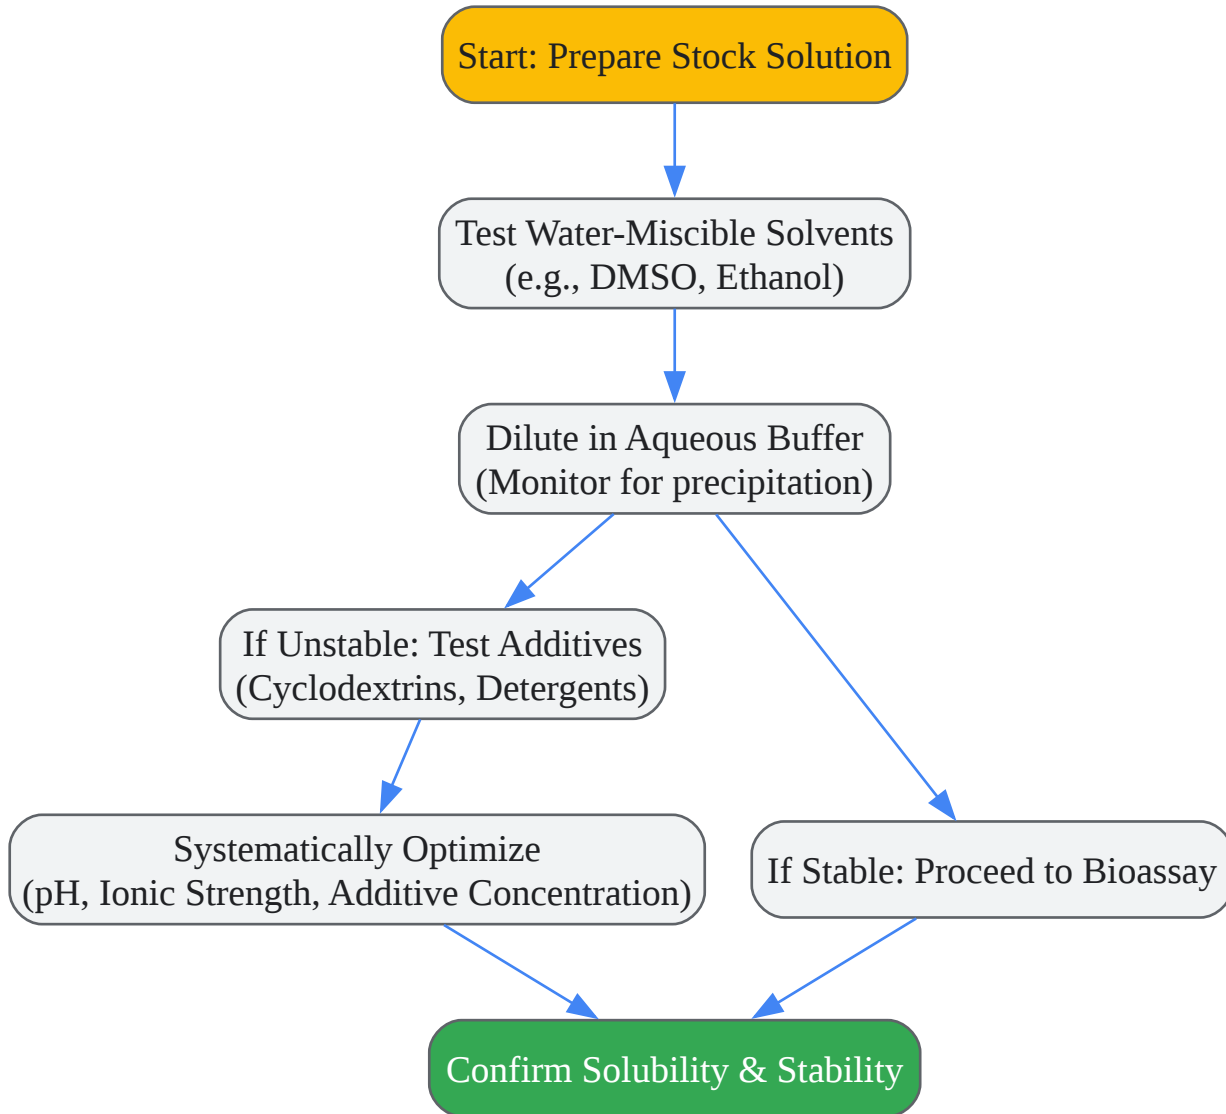 Start: Prepare Stock Solution
Test Water-Miscible Solvents
(e.g., DMSO, Ethanol)
Dilute in Aqueous Buffer
(Monitor for precipitation)
If Unstable: Test Additives
(Cyclodextrins, Detergents)
Systematically Optimize
(pH, Ionic Strength, Additive Concentration)
If Stable: Proceed to Bioassay
Confirm Solubility & Stability